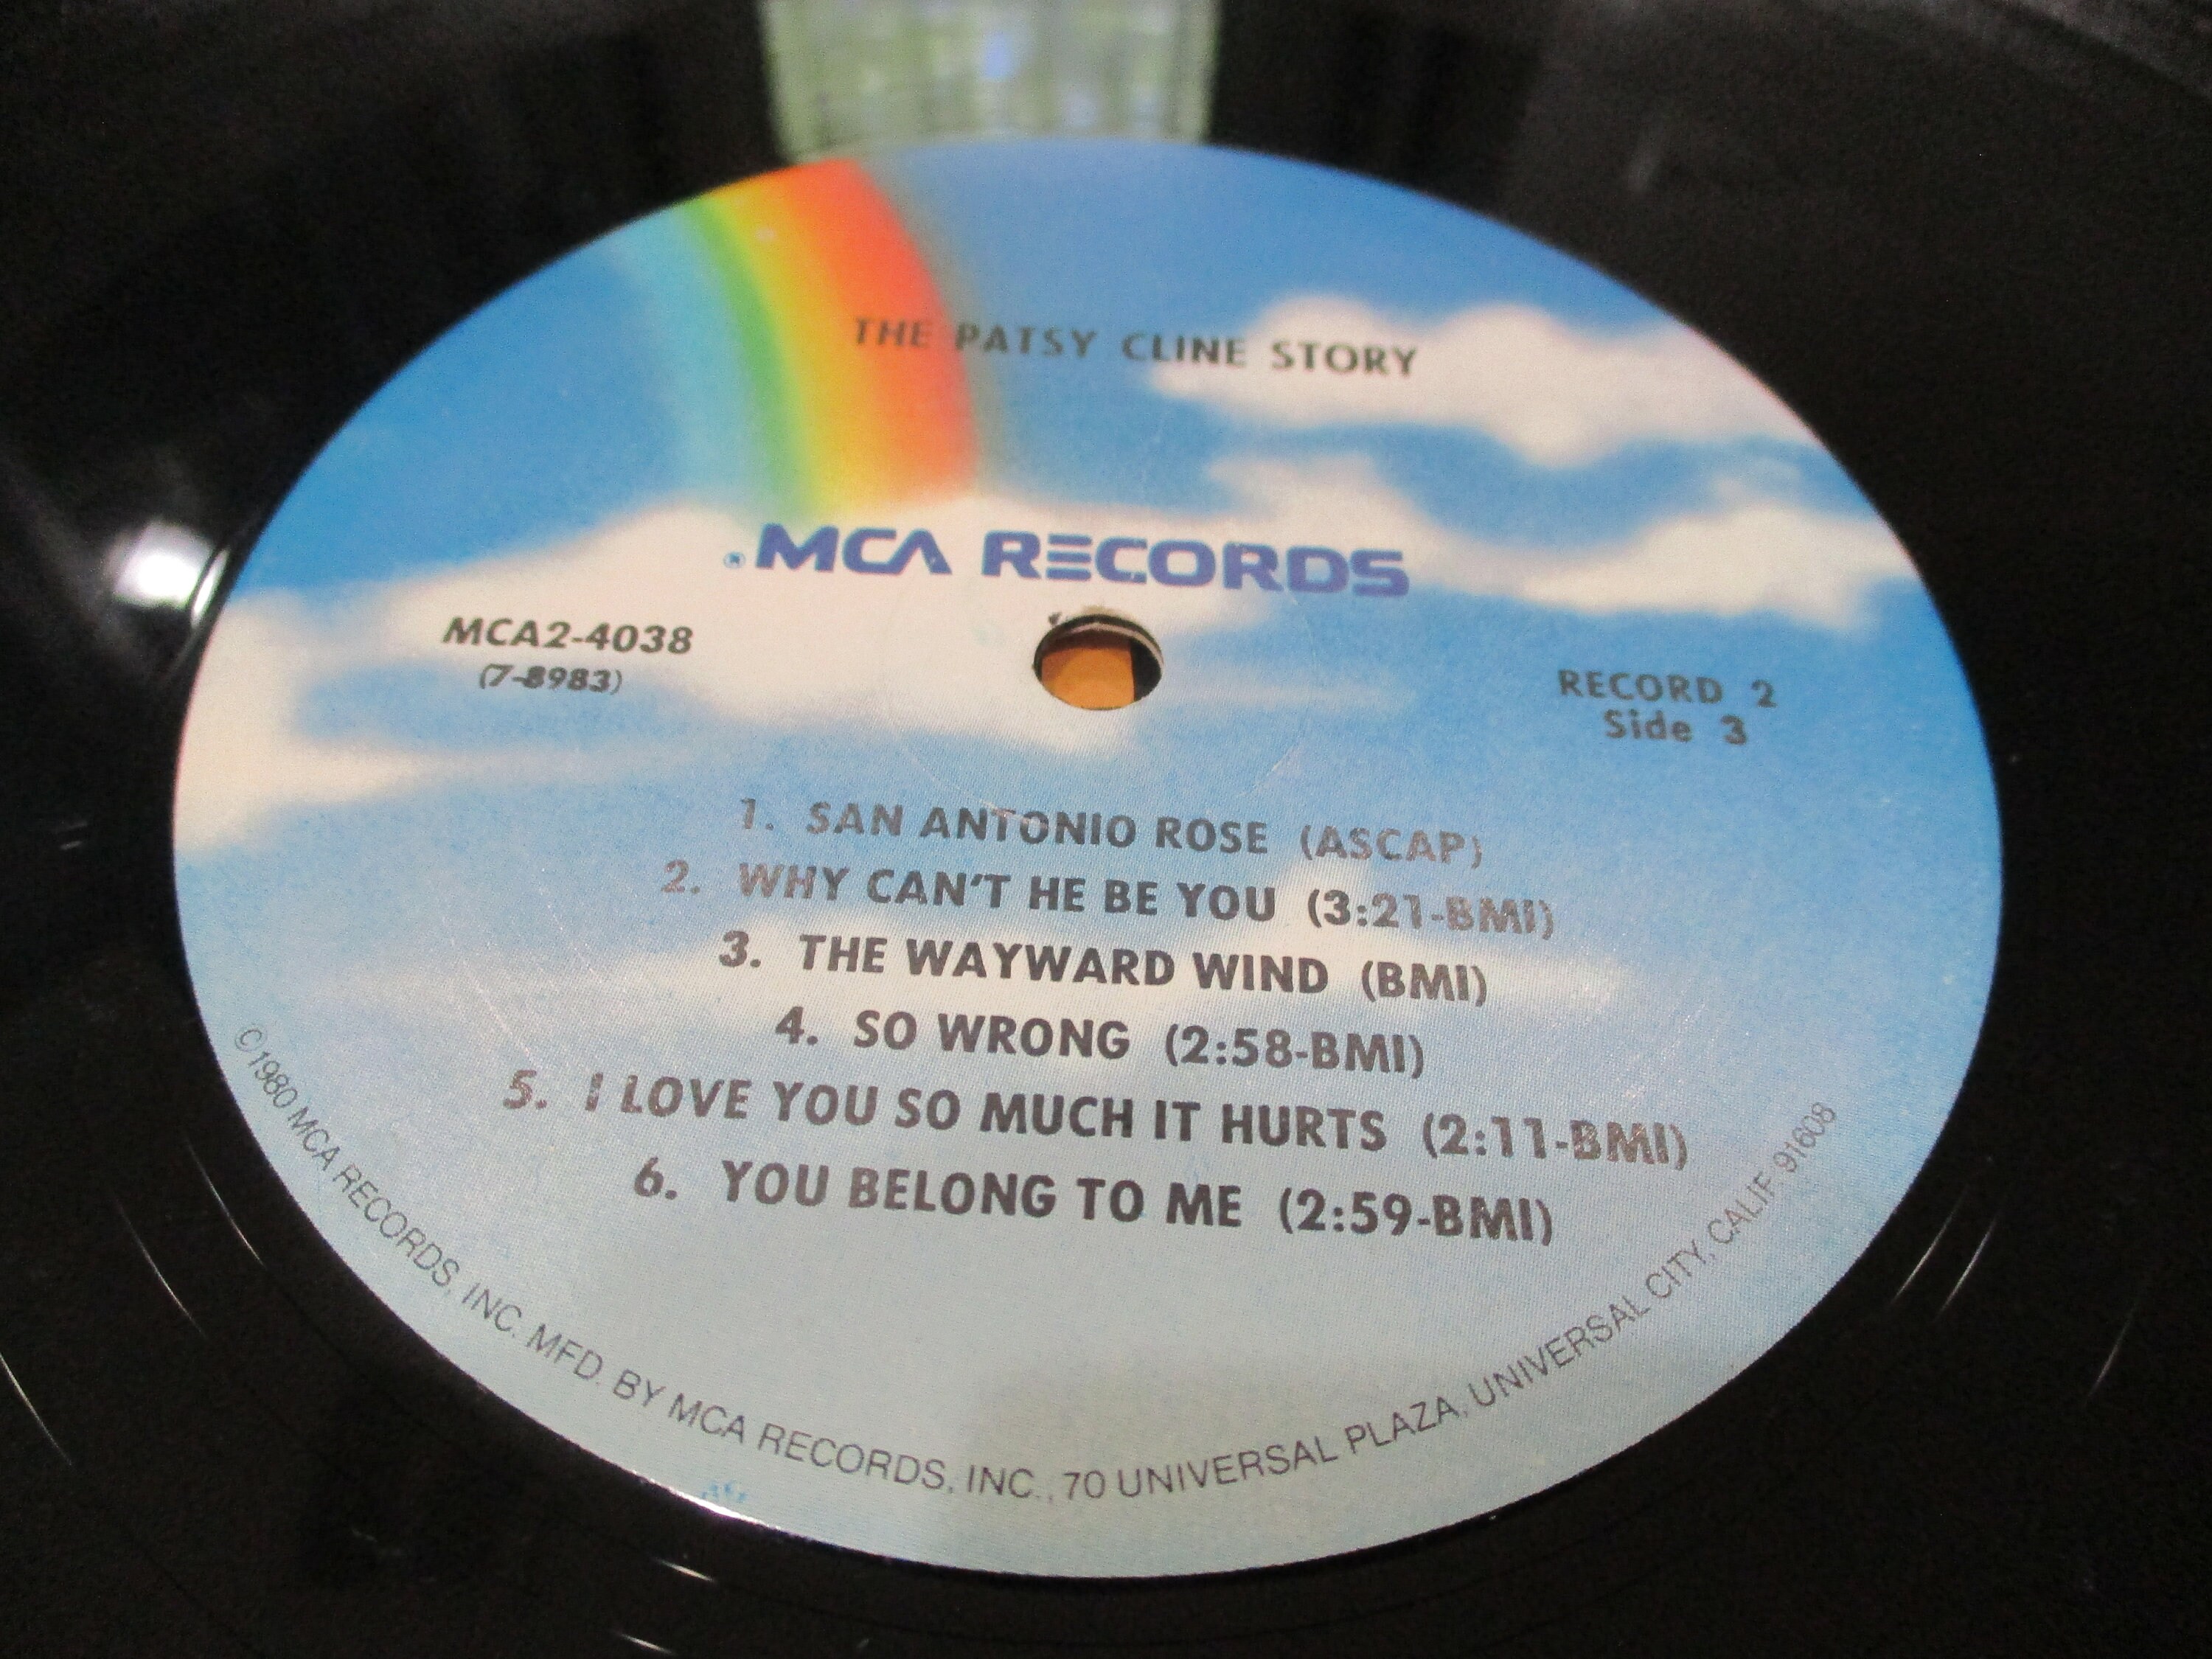 THE PATSY CLINE STORY
® MCA RECORDS
MCA2-4038
(7-8983)
RECORD 2
Side 3
1. SAN ANTONIO ROSE (ASCAP)
2. WHY CAN'T HE BE YOU (3:21-BMI)
3. THE WAYWARD WIND (BMI)
4. SO WRONG (2:58-BMI)
5. I LOVE YOU SO MUCH IT HURTS (2:11-BMI)
6. YOU BELONG TO ME (2:59-BMI)
©1980 MCA RECORDS, INC. MFD. BY MCA RECORDS, INC., 70 UNIVERSAL PLAZA, UNIVERSAL CITY, CALIF. 91608